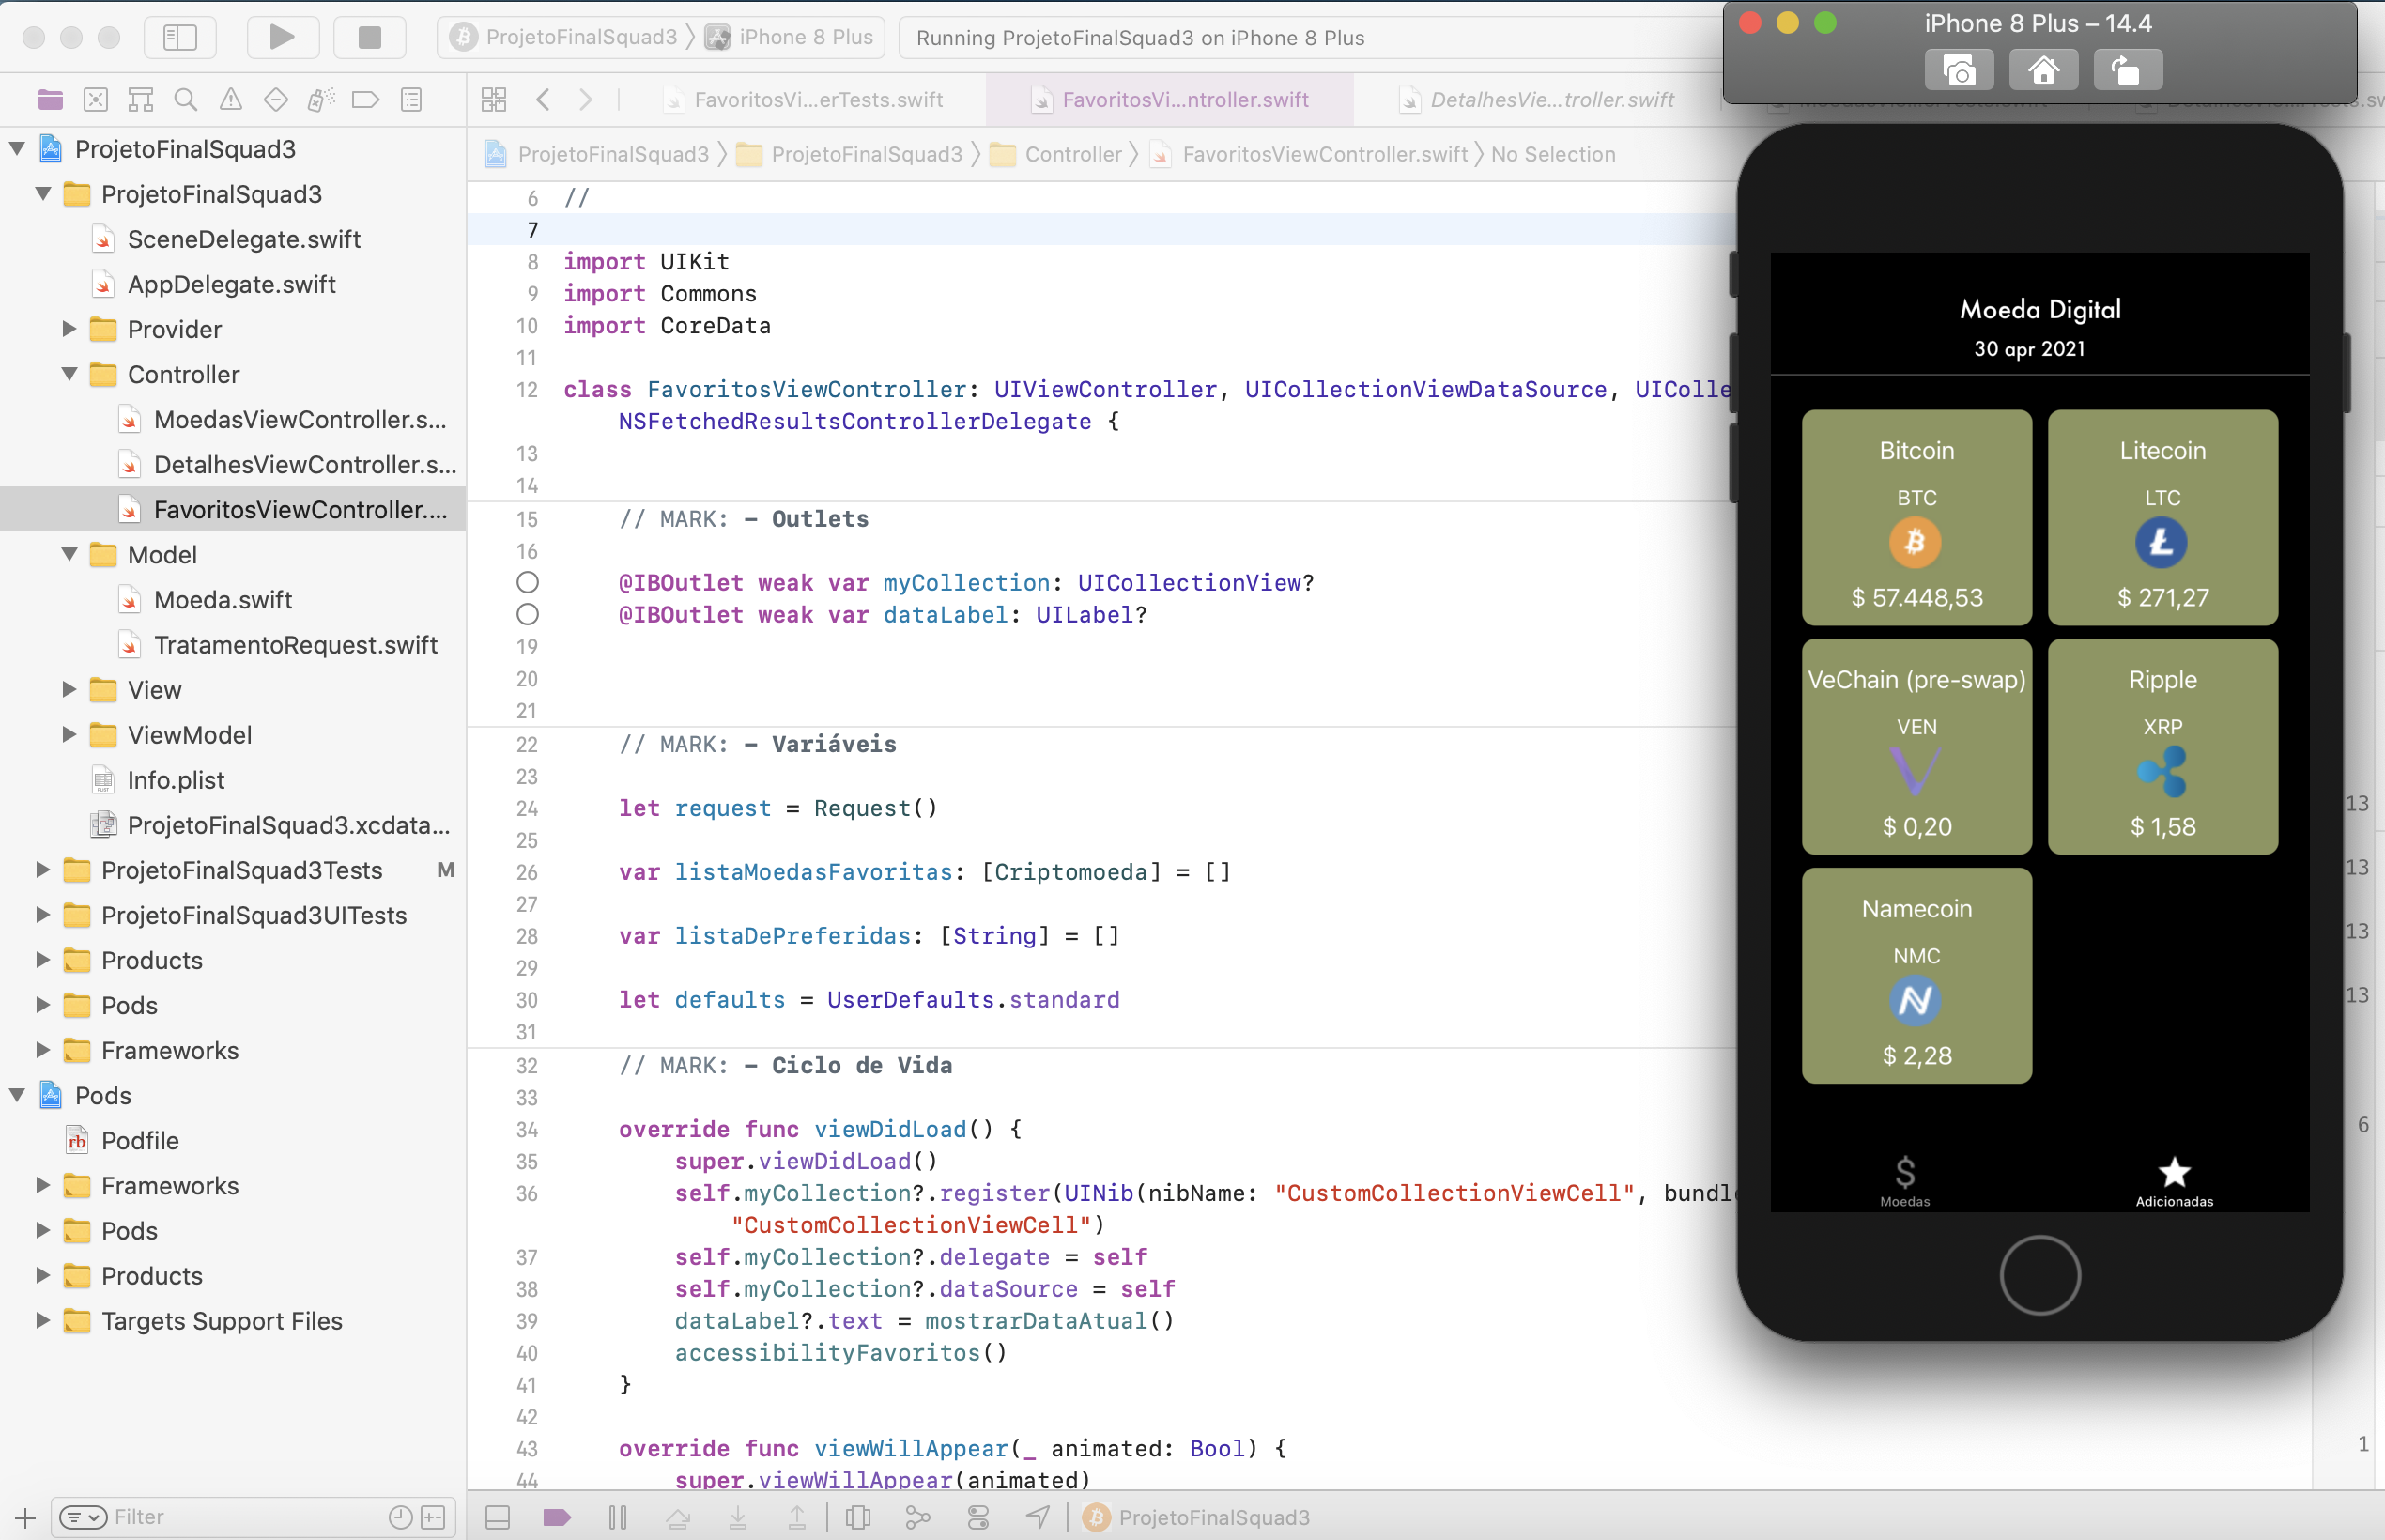 ProjetoFinalSquad3 〉 iPhone 8 Plus
Running ProjetoFinalSquad3 on iPhone 8 Plus
iPhone 8 Plus – 14.4
FavoritosVi...erTests.swift
FavoritosVi...ntroller.swift
DetalhesVie...troller.swift
ProjetoFinalSquad3 〉 ProjetoFinalSquad3 〉 Controller 〉 FavoritosViewController.swift 〉 No Selection
ProjetoFinalSquad3
ProjetoFinalSquad3
SceneDelegate.swift
AppDelegate.swift
Provider
Controller
MoedasViewController.s...
DetalhesViewController.s...
FavoritosViewController....
Model
Moeda.swift
TratamentoRequest.swift
View
ViewModel
Info.plist
ProjetoFinalSquad3.xcdata...
ProjetoFinalSquad3Tests M
ProjetoFinalSquad3UITests
Products
Pods
Frameworks
Pods
rb Podfile
Frameworks
Pods
Products
Targets Support Files
Filter
6 //
7
8 import UIKit
9 import Commons
10 import CoreData
11
12 class FavoritosViewController: UIViewController, UICollectionViewDataSource, UIColle
NSFetchedResultsControllerDelegate {
13
14
15 // MARK: – Outlets
16
@IBOutlet weak var myCollection: UICollectionView?
@IBOutlet weak var dataLabel: UILabel?
19
20
21
22 // MARK: – Variáveis
23
24 let request = Request()
25
26 var listaMoedasFavoritas: [Criptomoeda] = []
27
28 var listaDePreferidas: [String] = []
29
30 let defaults = UserDefaults.standard
31
32 // MARK: – Ciclo de Vida
33
34 override func viewDidLoad() {
35 super.viewDidLoad()
36 self.myCollection?.register(UINib(nibName: "CustomCollectionViewCell", bundl
"CustomCollectionViewCell")
37 self.myCollection?.delegate = self
38 self.myCollection?.dataSource = self
39 dataLabel?.text = mostrarDataAtual()
40 accessibilityFavoritos()
41 }
42
43 override func viewWillAppear(_ animated: Bool) {
44 super.viewWillAppear(animated)
ProjetoFinalSquad3
Moeda Digital
30 apr 2021
Bitcoin
BTC
$ 57.448,53
Litecoin
LTC
$ 271,27
VeChain (pre-swap)
VEN
$ 0,20
Ripple
XRP
$ 1,58
Namecoin
NMC
$ 2,28
Moedas
Adicionadas
13
13
13
13
6
1